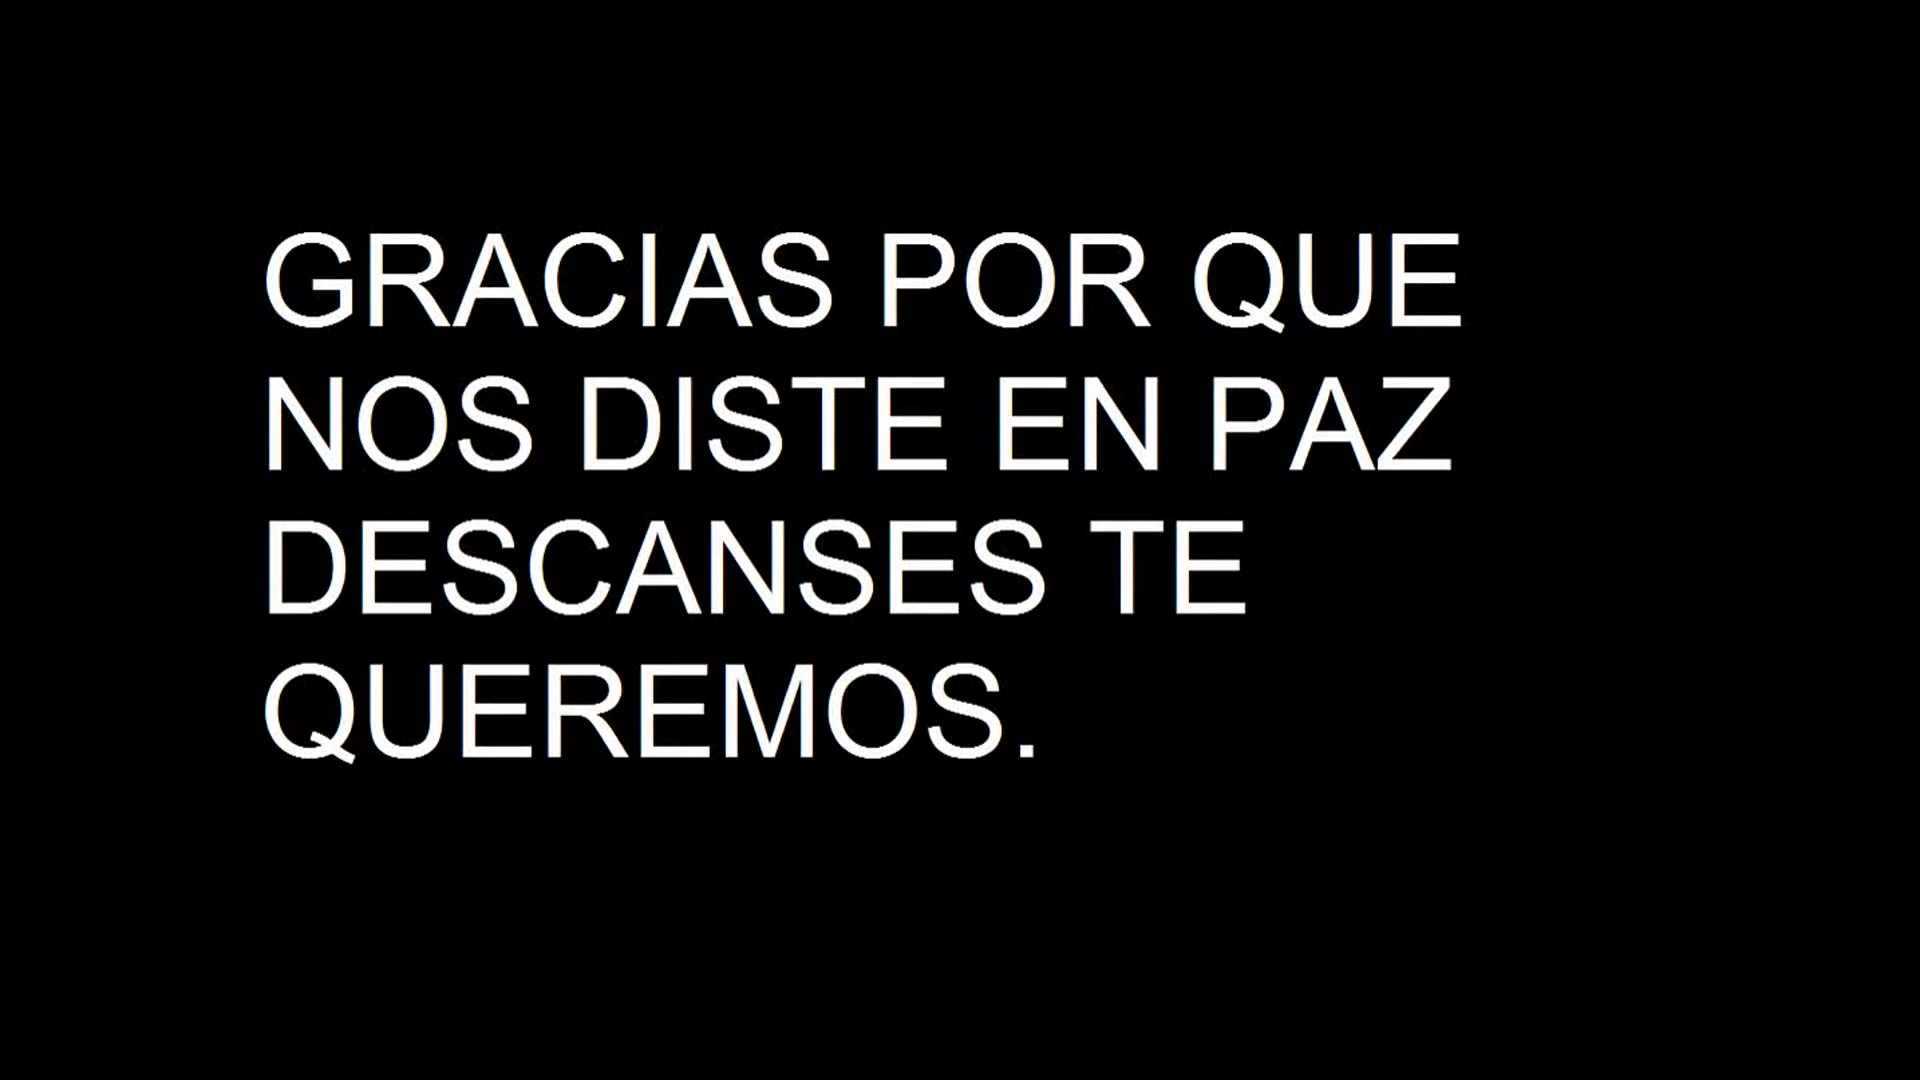 GRACIAS POR QUE
NOS DISTE EN PAZ
DESCANSES TE
QUEREMOS.